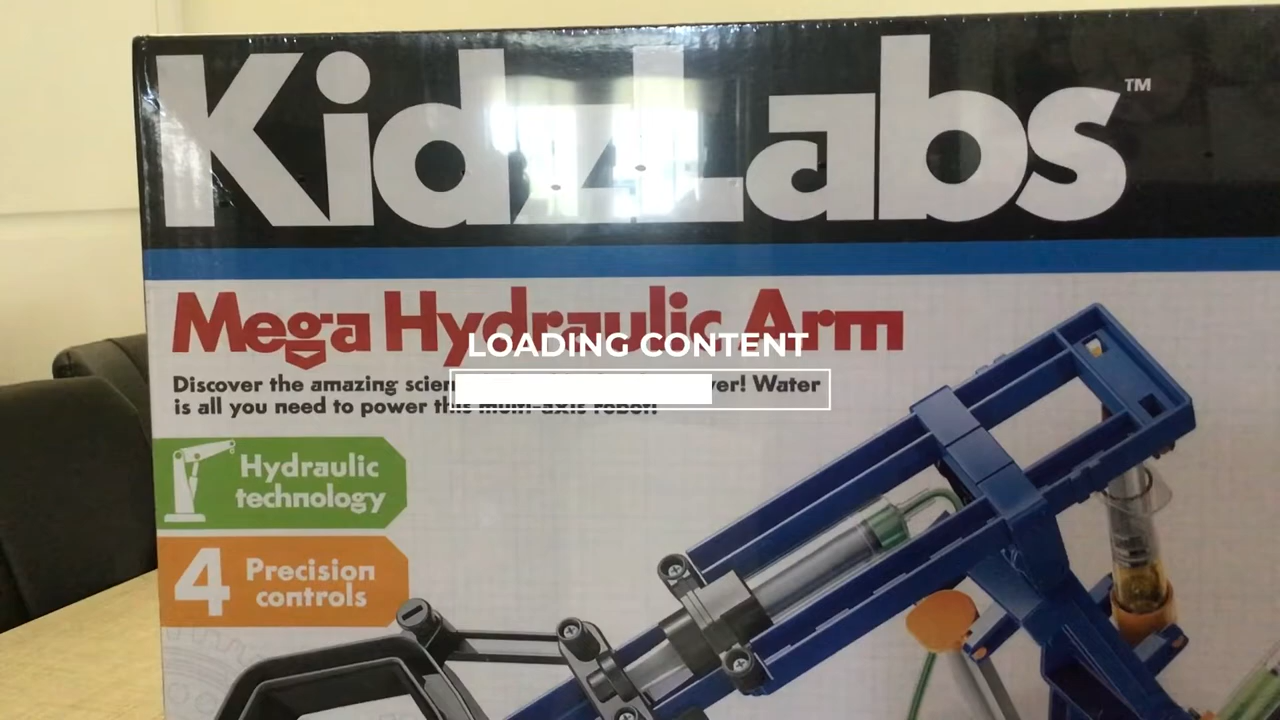 KidzLabs™
Mega Hydraulic Arm
LOADING CONTENT
Discover the amazing scien ver! Water
is all you need to power this multi-axis robot!
Hydraulic
technology
4 Precision
controls